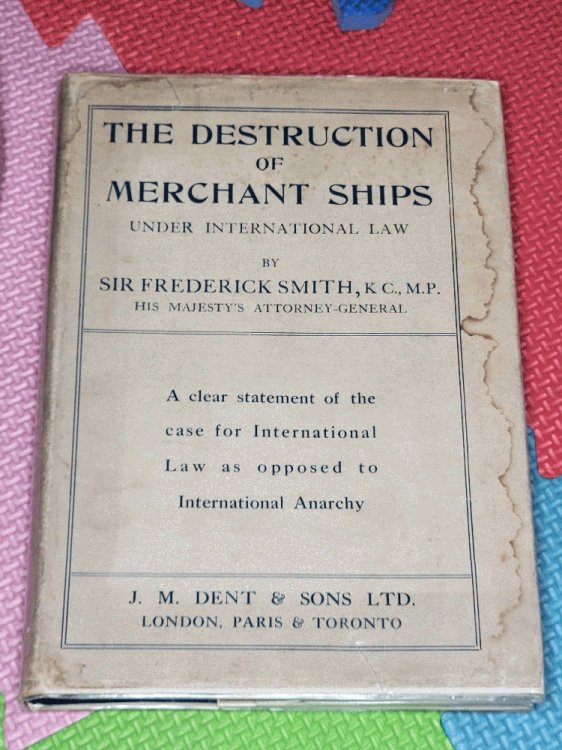 THE DESTRUCTION
OF
MERCHANT SHIPS
UNDER INTERNATIONAL LAW
BY
SIR FREDERICK SMITH, K C., M.P.
HIS MAJESTY'S ATTORNEY-GENERAL
A clear statement of the
case for International
Law as opposed to
International Anarchy
J. M. DENT & SONS LTD.
LONDON, PARIS & TORONTO